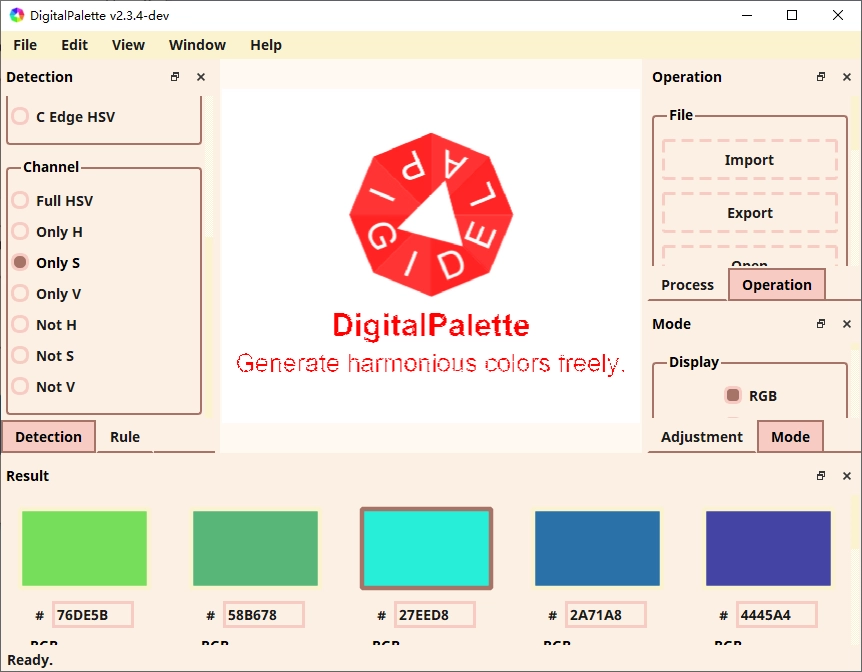 DigitalPalette v2.3.4-dev
File Edit View Window Help
Detection
C Edge HSV
Channel
Full HSV
Only H
Only S
Only V
Not H
Not S
Not V
Detection Rule
DIGITAL PALETTE
DigitalPalette
Generate harmonious colors freely.
Operation
File
Import
Export
Open
Process Operation
Mode
Display
RGB
Adjustment Mode
Result
# 76DE5B # 58B678 # 27EED8 # 2A71A8 # 4445A4
RGB RGB RGB RGB RGB
Ready.